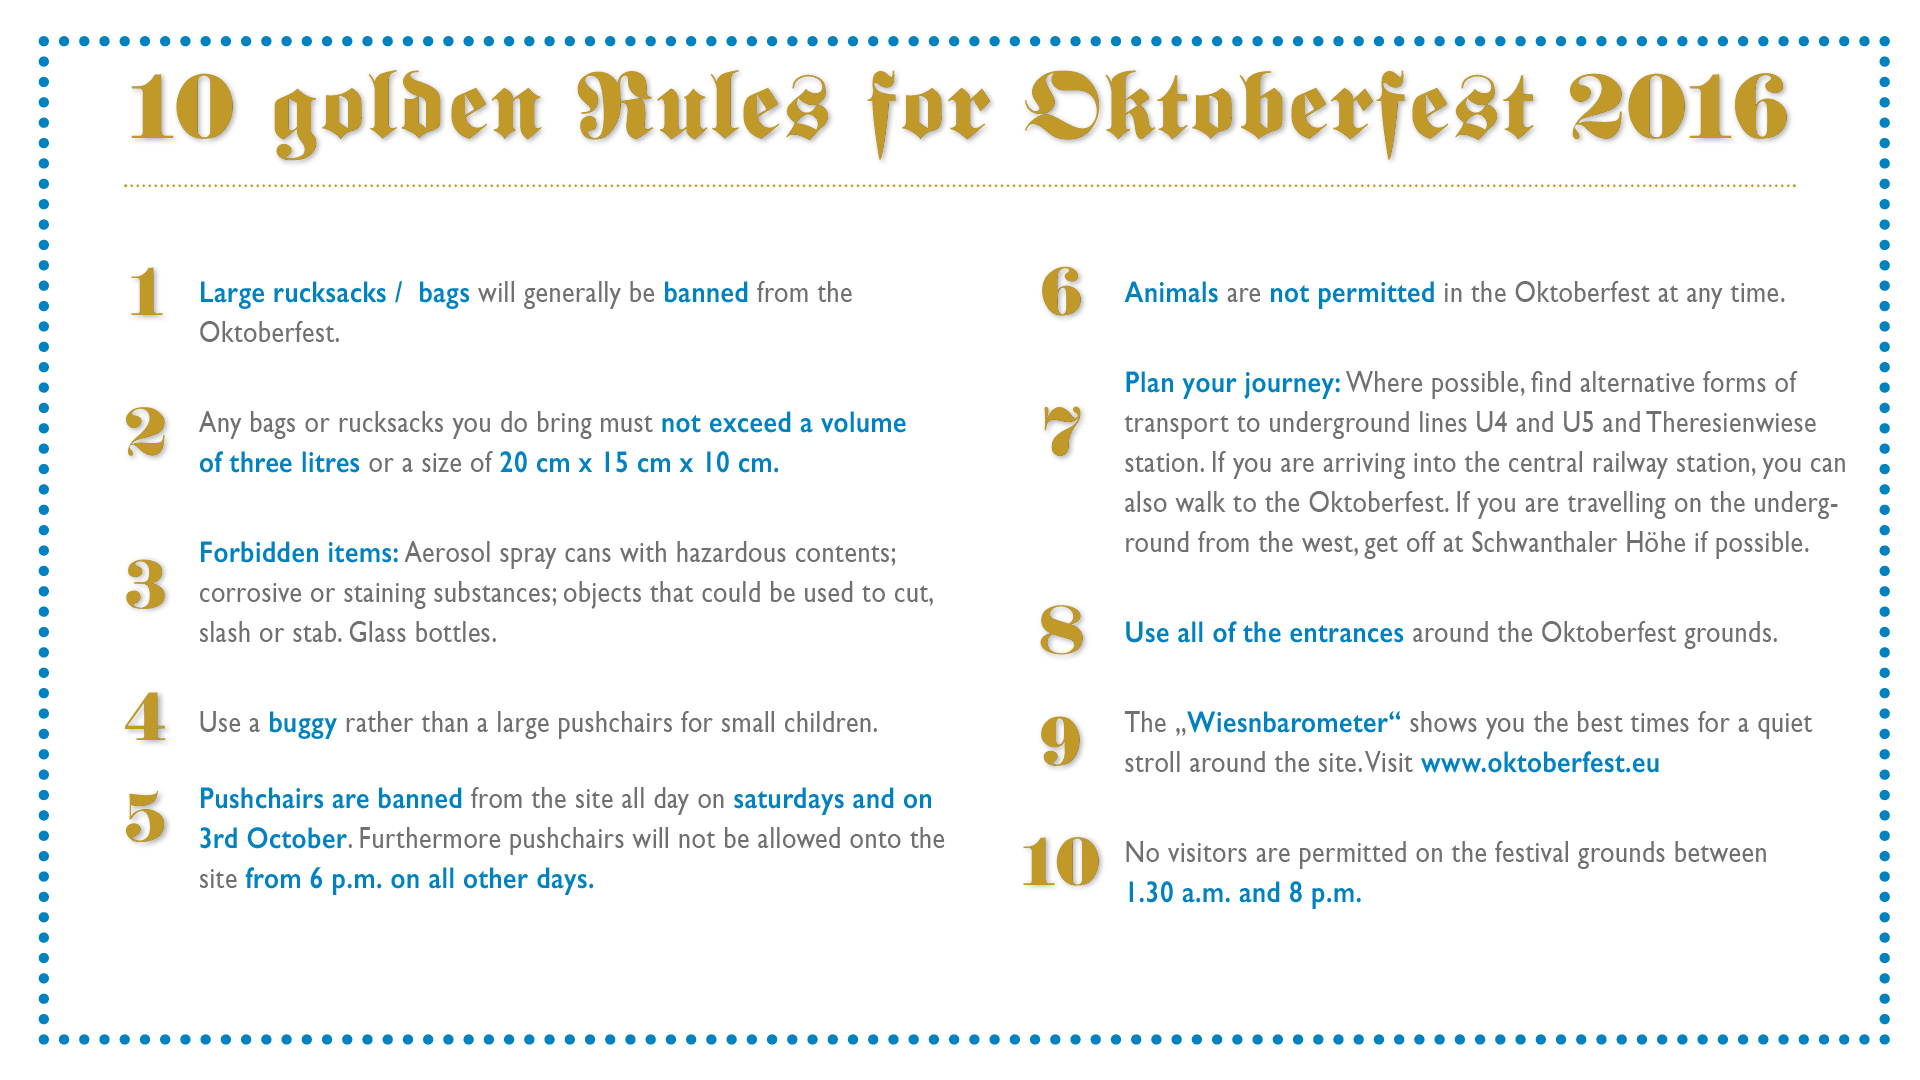 10 golden Rules for Oktoberfest 2016
1
Large rucksacks /  bags will generally be banned from the
Oktoberfest.
2
Any bags or rucksacks you do bring must not exceed a volume
of three litres or a size of 20 cm x 15 cm x 10 cm.
3
Forbidden items: Aerosol spray cans with hazardous contents;
corrosive or staining substances; objects that could be used to cut,
slash or stab. Glass bottles.
4
Use a buggy rather than a large pushchairs for small children.
5
Pushchairs are banned from the site all day on saturdays and on
3rd October. Furthermore pushchairs will not be allowed onto the
site from 6 p.m. on all other days.
6
Animals are not permitted in the Oktoberfest at any time.
7
Plan your journey: Where possible, find alternative forms of
transport to underground lines U4 and U5 and Theresienwiese
station. If you are arriving into the central railway station, you can
also walk to the Oktoberfest. If you are travelling on the underg-
round from the west, get off at Schwanthaler Höhe if possible.
8
Use all of the entrances around the Oktoberfest grounds.
9
The „Wiesnbarometer“ shows you the best times for a quiet
stroll around the site. Visit www.oktoberfest.eu
10
No visitors are permitted on the festival grounds between
1.30 a.m. and 8 p.m.